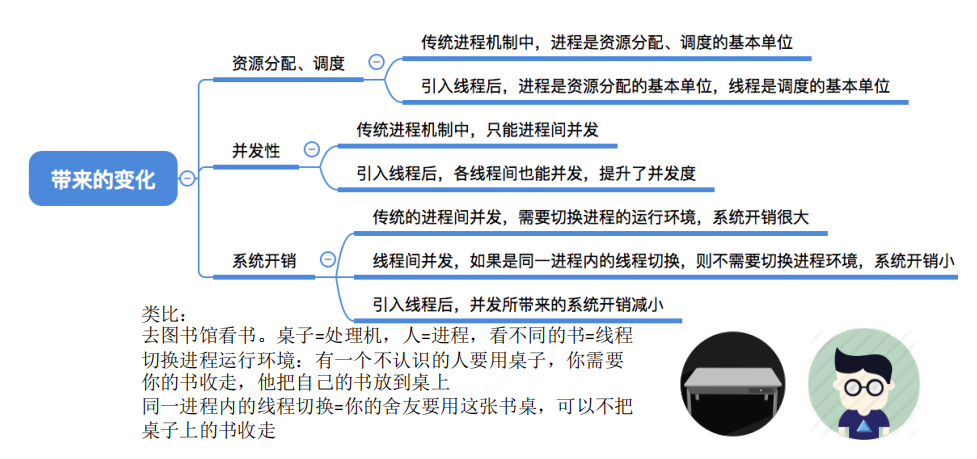 带来的变化
资源分配、调度
传统进程机制中，进程是资源分配、调度的基本单位
引入线程后，进程是资源分配的基本单位，线程是调度的基本单位
并发性
传统进程机制中，只能进程间并发
引入线程后，各线程间也能并发，提升了并发度
系统开销
传统的进程间并发，需要切换进程的运行环境，系统开销很大
线程间并发，如果是同一进程内的线程切换，则不需要切换进程环境，系统开销小
引入线程后，并发所带来的系统开销减小
类比：
去图书馆看书。桌子=处理机，人=进程，看不同的书=线程
切换进程运行环境：有一个不认识的人要用桌子，你需要
你的书收走，他把自己的书放到桌上
同一进程内的线程切换=你的舍友要用这张书桌，可以不把
桌子上的书收走